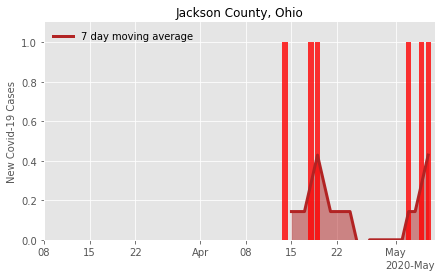 Jackson County, Ohio
7 day moving average
New Covid-19 Cases
1.0
0.8
0.6
0.4
0.2
0.0
08 15 22 Apr 08 15 22 May
2020-May